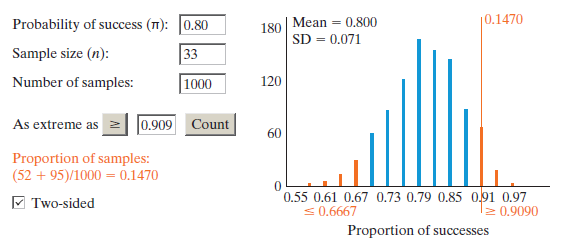 Probability of success (π): 0.80
Sample size (n): 33
Number of samples: 1000
As extreme as ≥ 0.909 Count
Proportion of samples:
(52 + 95)/1000 = 0.1470
☑ Two-sided
Mean = 0.800
SD = 0.071
0.1470
180
120
60
0
0.55 0.61 0.67 0.73 0.79 0.85 0.91 0.97
≤ 0.6667 ≥ 0.9090
Proportion of successes